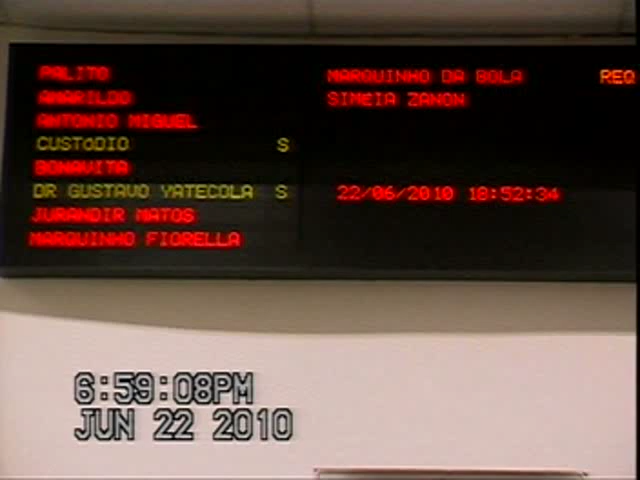 PALITO
AMARILDO
ANTONIO MIGUEL
CUSTóDIO S
BONAVITA
DR GUSTAVO YATECOLA S
JURANDIR MATOS
MARQUINHO FIORELLA
MARQUINHO DA BOLA REQ
SIMEIA ZANON
22/06/2010 18:52:34
6:59:08PM
JUN 22 2010